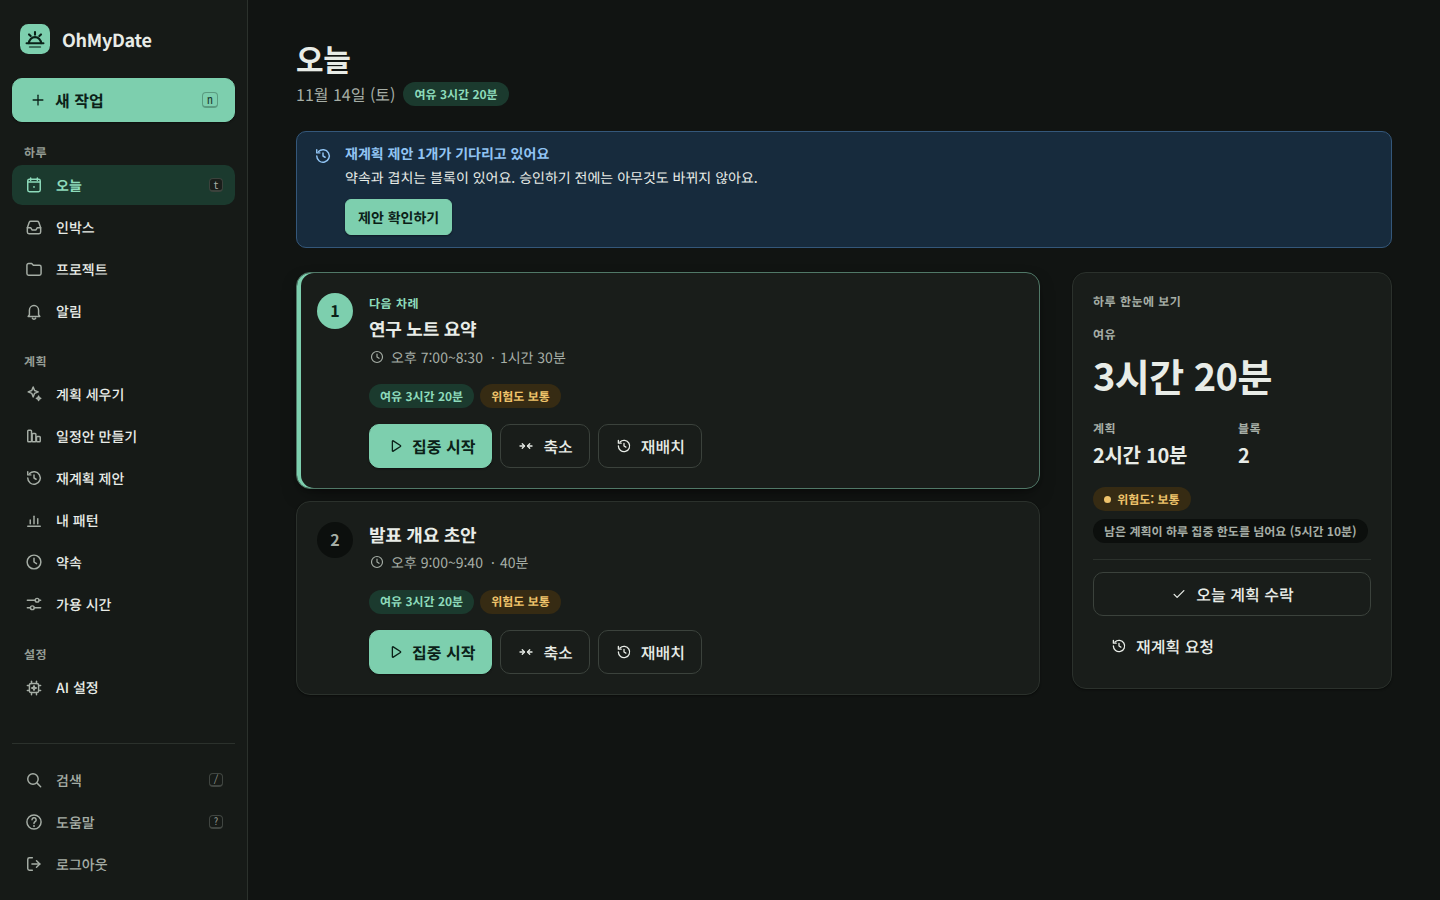 OhMyDate
새 작업 n
하루
오늘 t
인박스
프로젝트
알림
계획
계획 세우기
일정안 만들기
재계획 제안
내 패턴
약속
가용 시간
설정
AI 설정
검색 /
도움말 ?
로그아웃
오늘
11월 14일 (토) 여유 3시간 20분
재계획 제안 1개가 기다리고 있어요
약속과 겹치는 블록이 있어요. 승인하기 전에는 아무것도 바뀌지 않아요.
제안 확인하기
1
다음 차례
연구 노트 요약
오후 7:00~8:30 · 1시간 30분
여유 3시간 20분 위험도 보통
집중 시작 축소 재배치
2
발표 개요 초안
오후 9:00~9:40 · 40분
여유 3시간 20분 위험도 보통
집중 시작 축소 재배치
하루 한눈에 보기
여유
3시간 20분
계획 블록
2시간 10분 2
위험도: 보통
남은 계획이 하루 집중 한도를 넘어요 (5시간 10분)
오늘 계획 수락
재계획 요청